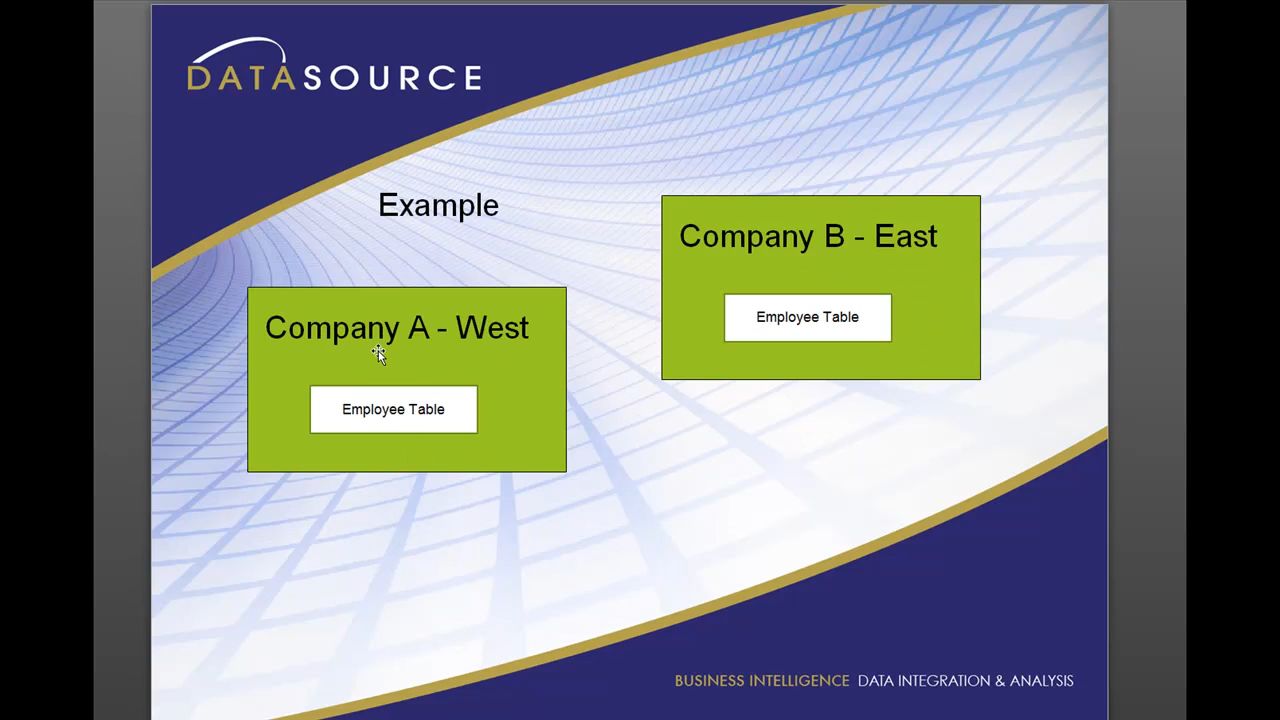 DATASOURCE
Example
Company B - East
Employee Table
Company A - West
Employee Table
BUSINESS INTELLIGENCE DATA INTEGRATION & ANALYSIS